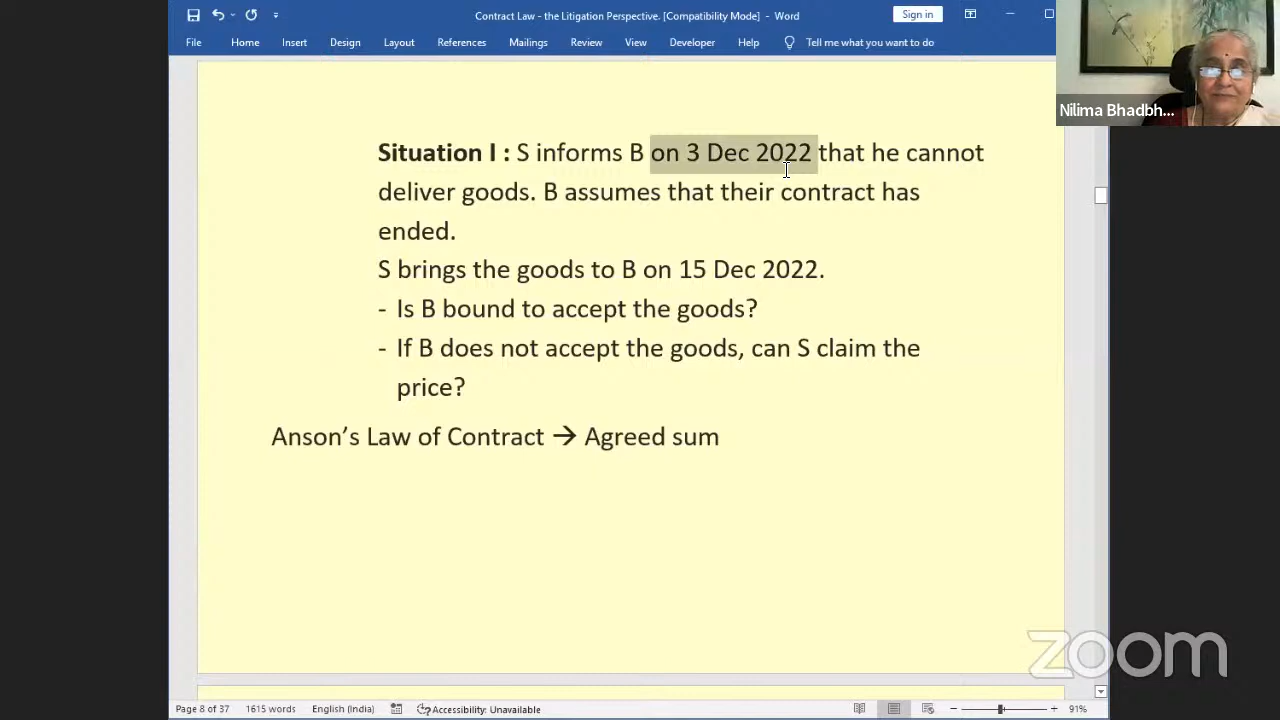 Contract Law - the Litigation Perspective. [Compatibility Mode] - Word
Sign in
File Home Insert Design Layout References Mailings Review View Developer Help Tell me what you want to do
Nilima Bhadbh...
Situation I : S informs B on 3 Dec 2022 that he cannot
deliver goods. B assumes that their contract has
ended.
S brings the goods to B on 15 Dec 2022.
- Is B bound to accept the goods?
- If B does not accept the goods, can S claim the
price?
Anson's Law of Contract → Agreed sum
zoom
Page 8 of 37 1615 words English (India) Accessibility: Unavailable 91%